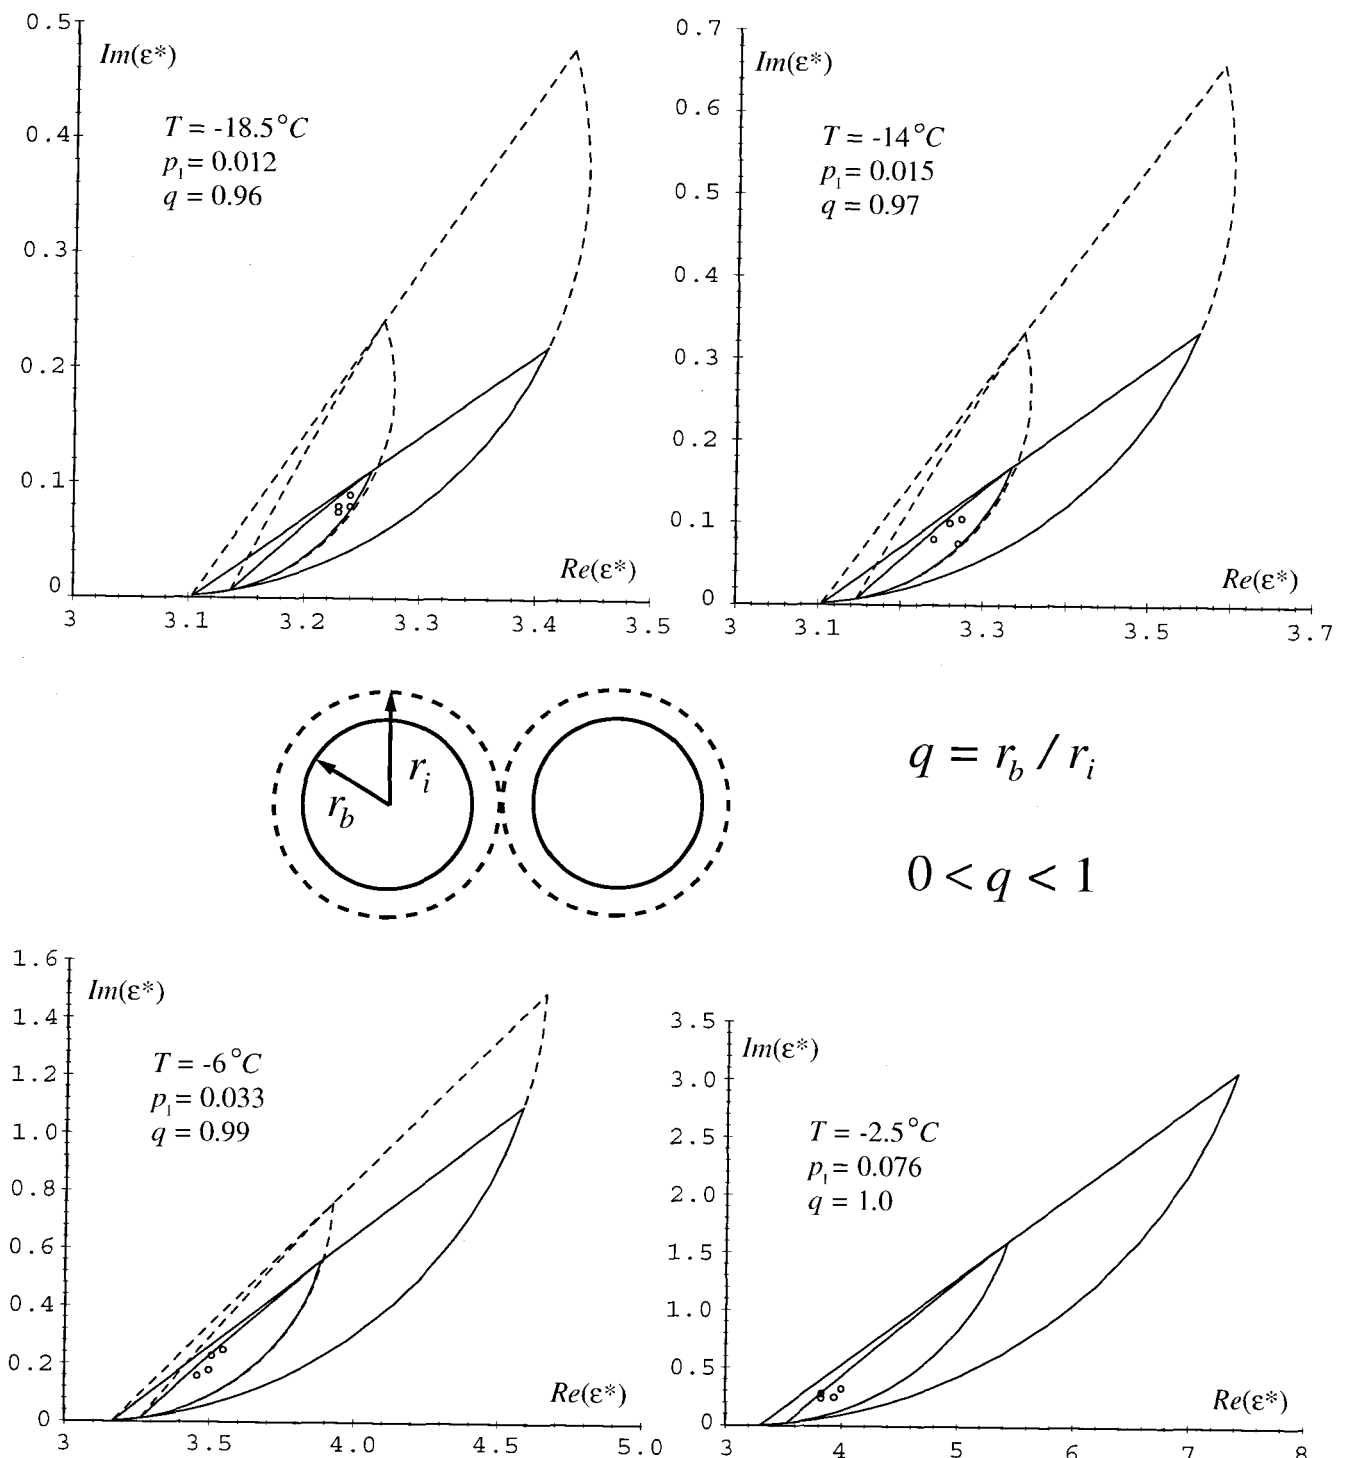 0.5
Im(ε*)
T = -18.5°C
p₁ = 0.012
q = 0.96
0.4
0.3
0.2
0.1
0
Re(ε*)
3 3.1 3.2 3.3 3.4 3.5
0.7
Im(ε*)
T = -14°C
p₁ = 0.015
q = 0.97
0.6
0.5
0.4
0.3
0.2
0.1
0
Re(ε*)
3 3.1 3.3 3.5 3.7
r_b
r_i
q = r_b / r_i
0 < q < 1
1.6
Im(ε*)
1.4
T = -6°C
p₁ = 0.033
q = 0.99
1.2
1.0
0.8
0.6
0.4
0.2
0
Re(ε*)
3 3.5 4.0 4.5 5.0
3.5
Im(ε*)
3.0
T = -2.5°C
p₁ = 0.076
q = 1.0
2.5
2.0
1.5
1.0
0.5
0
Re(ε*)
3 4 5 6 7 8